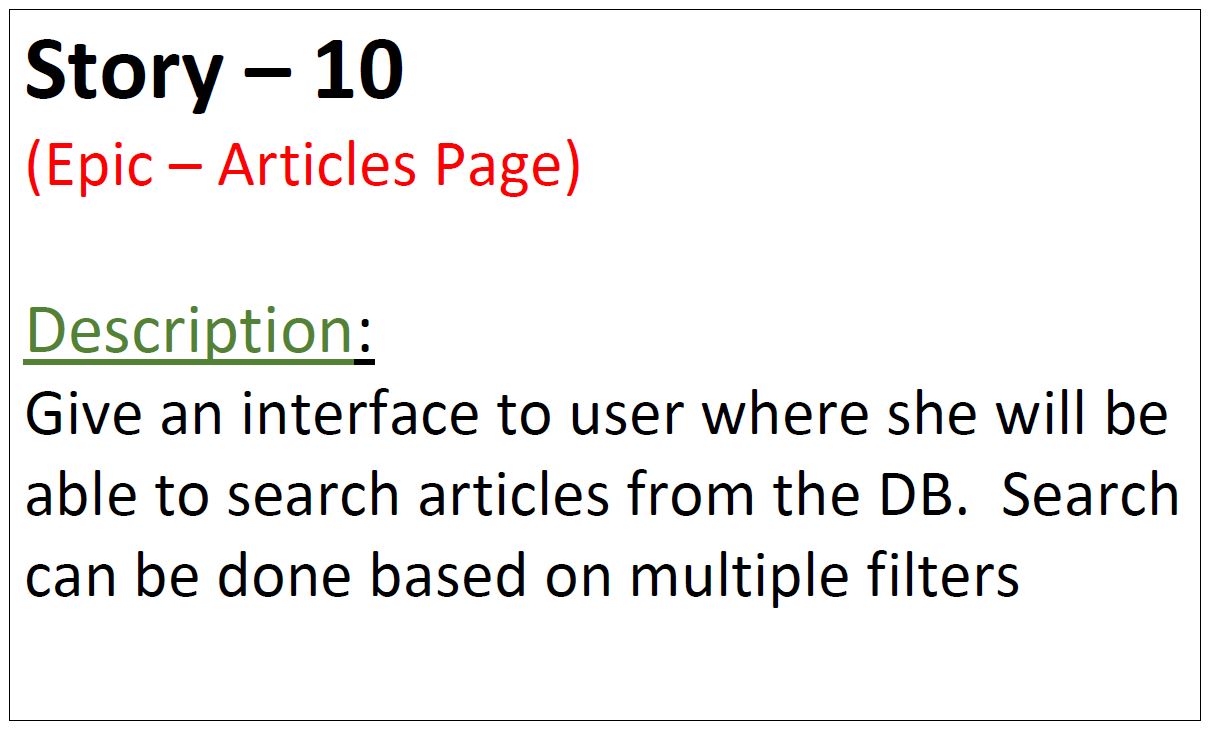 Story – 10
(Epic – Articles Page)
Description:
Give an interface to user where she will be
able to search articles from the DB.  Search
can be done based on multiple filters